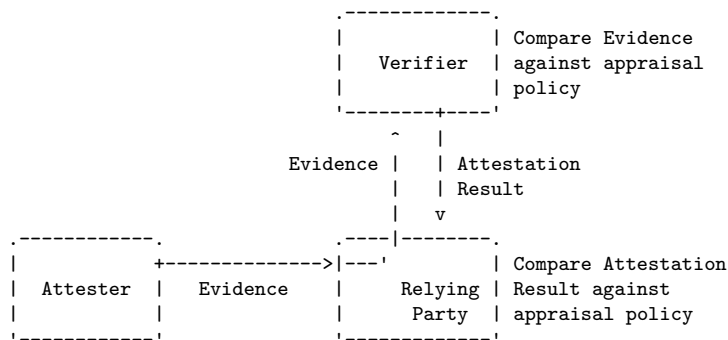 Compare Evidence
Verifier against appraisal
policy
Evidence Attestation
Result
Compare Attestation
Attester Evidence Relying Result against
Party appraisal policy